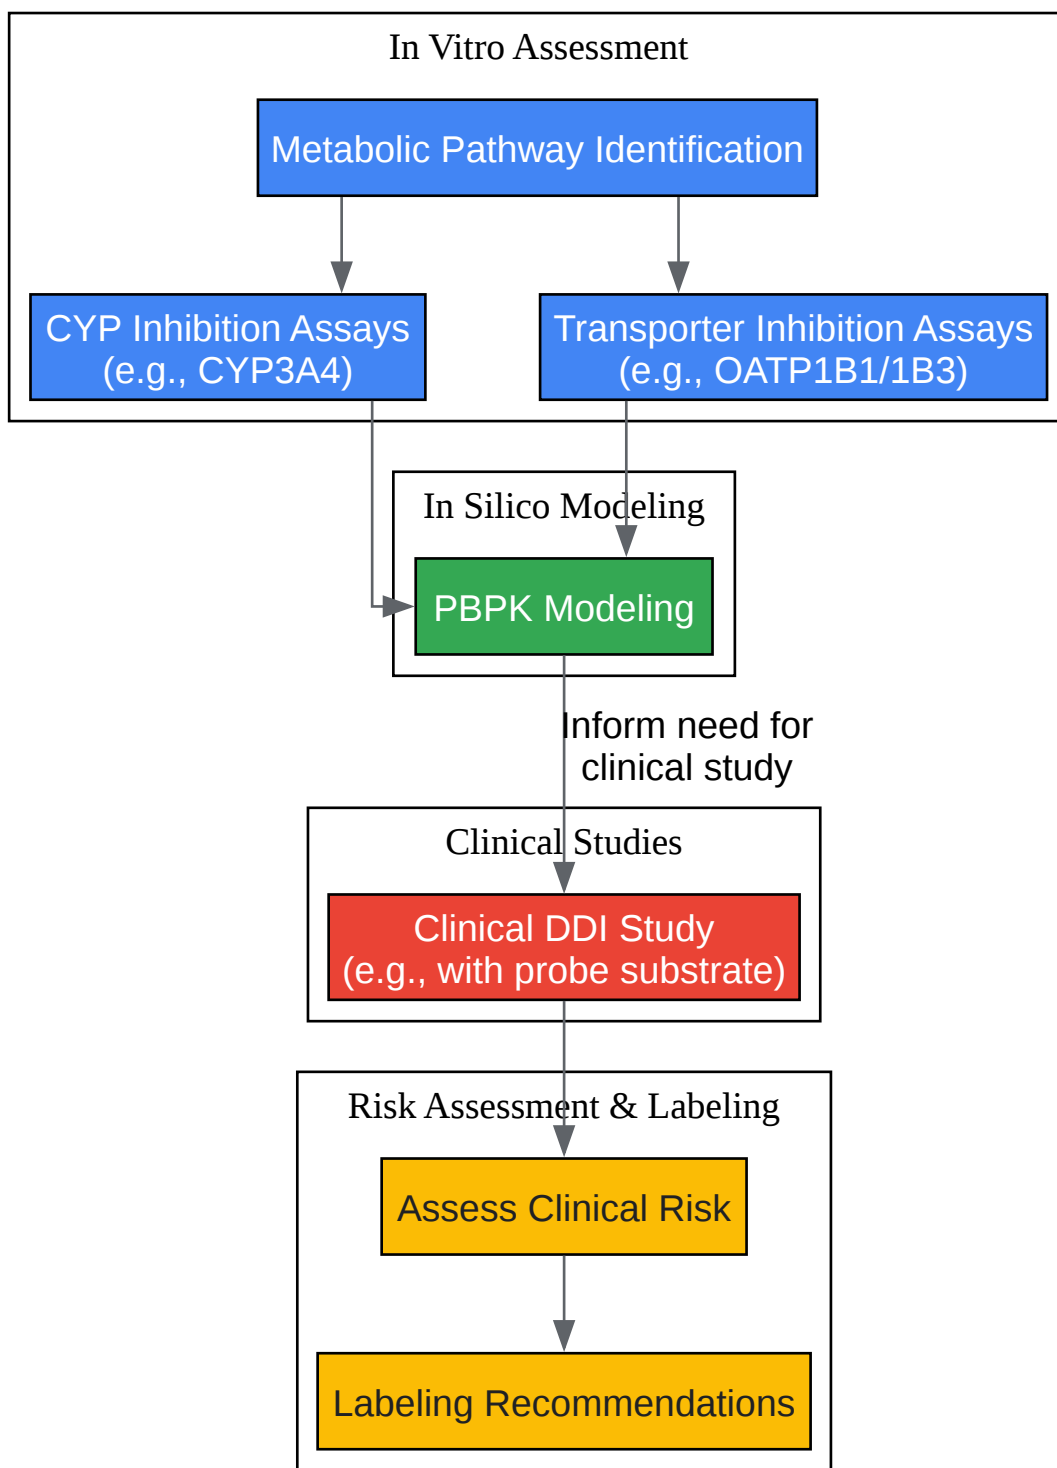 In Vitro Assessment
Metabolic Pathway Identification
CYP Inhibition Assays
(e.g., CYP3A4)
Transporter Inhibition Assays
(e.g., OATP1B1/1B3)
In Silico Modeling
PBPK Modeling
Inform need for
clinical study
Clinical Studies
Clinical DDI Study
(e.g., with probe substrate)
Risk Assessment & Labeling
Assess Clinical Risk
Labeling Recommendations